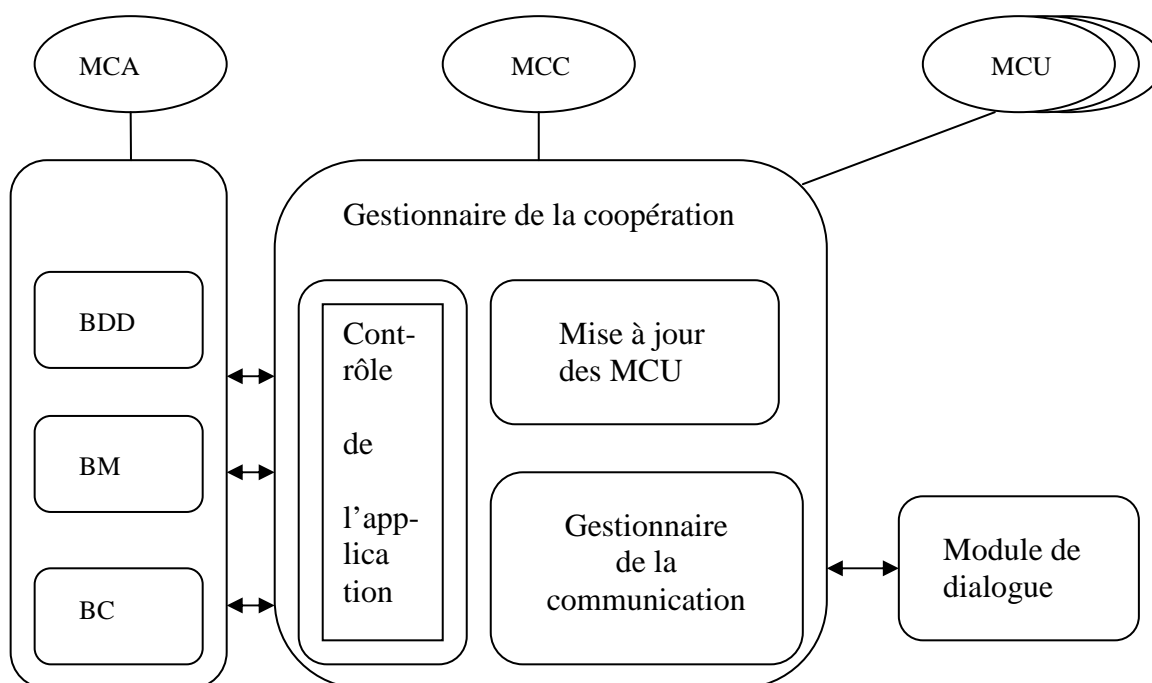 MCA
MCC
MCU
Gestionnaire de la coopération
BDD
BM
BC
Cont-
rôle
de
l’app-
lica
tion
Mise à jour
des MCU
Gestionnaire
de la
communication
Module de
dialogue